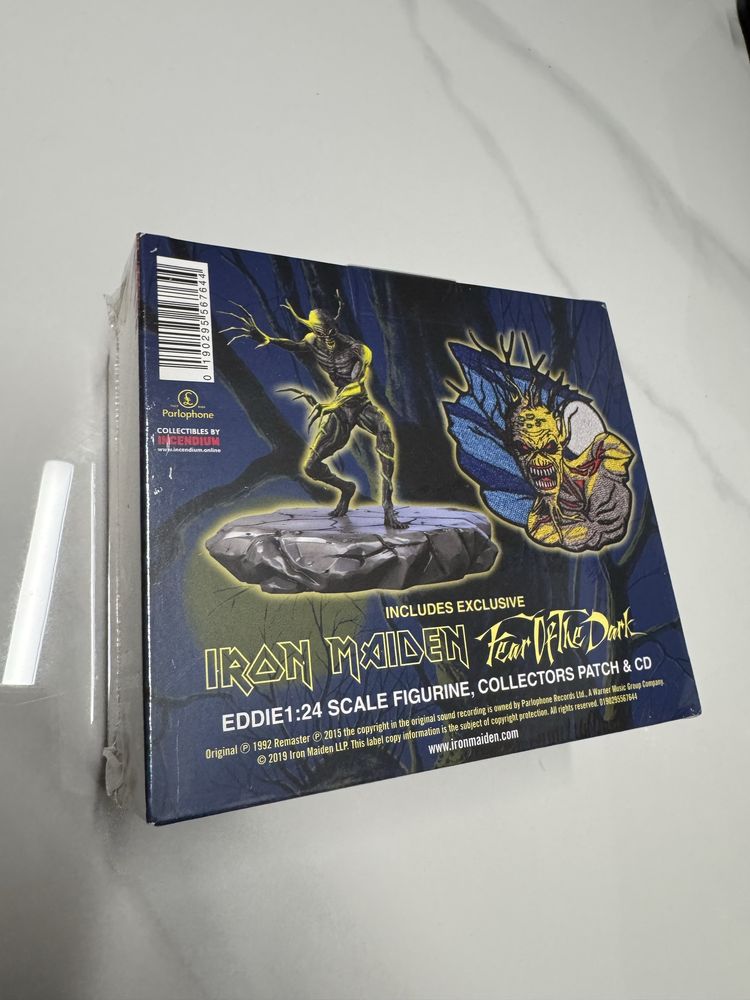 0 190295 567644
£
Parlophone
COLLECTIBLES BY
INCENDIUM
www.incendium.online
INCLUDES EXCLUSIVE
IRON MAIDEN Fear Of The Dark
EDDIE1:24 SCALE FIGURINE, COLLECTORS PATCH & CD
Original ℗ 1992 Remaster ℗ 2015 the copyright in the original sound recording is owned by Parlophone Records Ltd., A Warner Music Group Company.
© 2019 Iron Maiden LLP. This label copy information is the subject of copyright protection. All rights reserved. 0190295567644
www.ironmaiden.com